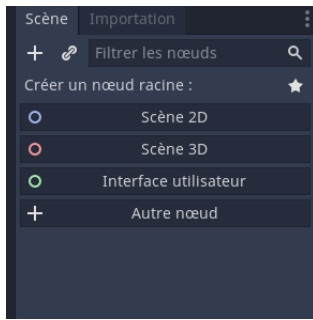 Scène Importation
Filtrer les nœuds
Créer un nœud racine :
Scène 2D
Scène 3D
Interface utilisateur
Autre nœud